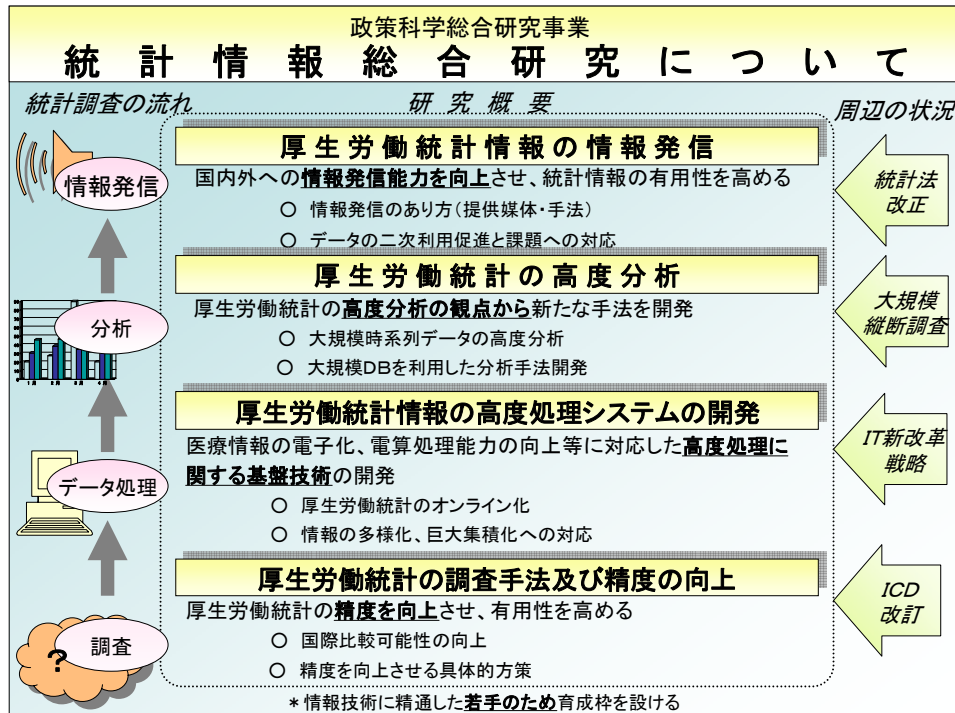 政策科学総合研究事業
統計情報総合研究について
統計調査の流れ
研究概要
周辺の状況
情報発信
厚生労働統計情報の情報発信
国内外への情報発信能力を向上させ、統計情報の有用性を高める
○ 情報発信のあり方(提供媒体・手法)
○ データの二次利用促進と課題への対応
統計法
改正
分析
厚生労働統計の高度分析
厚生労働統計の高度分析の観点から新たな手法を開発
○ 大規模時系列データの高度分析
○ 大規模DBを利用した分析手法開発
大規模
縦断調査
データ処理
厚生労働統計情報の高度処理システムの開発
医療情報の電子化、電算処理能力の向上等に対応した高度処理に
関する基盤技術の開発
○ 厚生労働統計のオンライン化
○ 情報の多様化、巨大集積化への対応
IT新改革
戦略
?
調査
厚生労働統計の調査手法及び精度の向上
厚生労働統計の精度を向上させ、有用性を高める
○ 国際比較可能性の向上
○ 精度を向上させる具体的方策
ICD
改訂
*情報技術に精通した若手のため育成枠を設ける